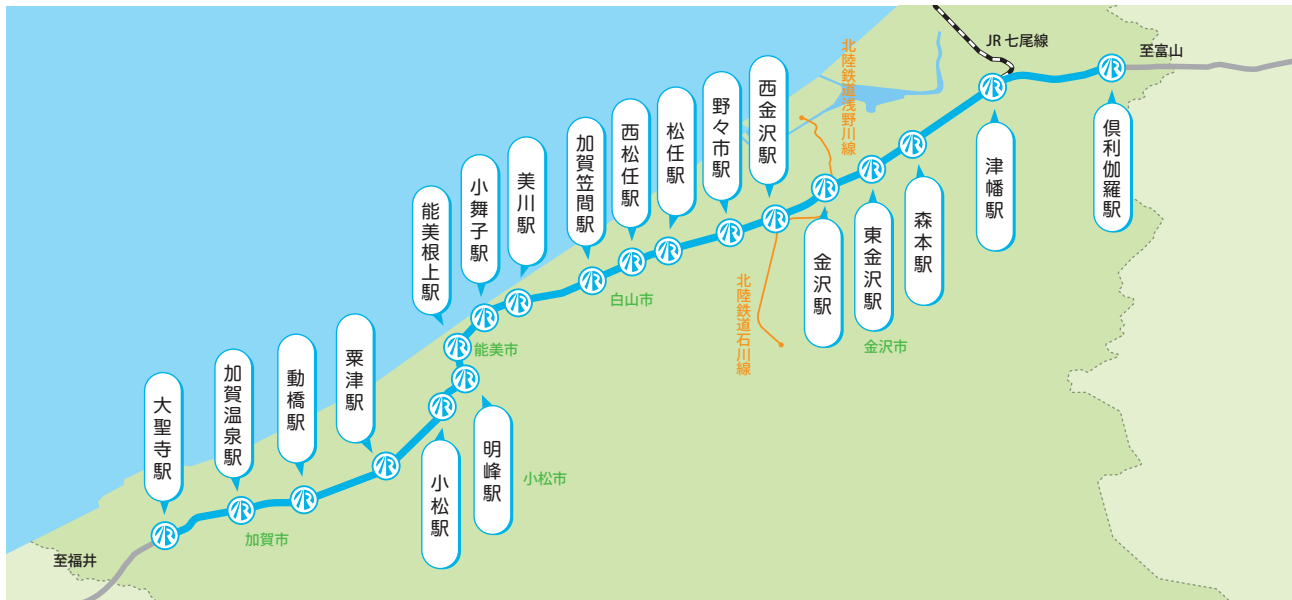 JR 七尾線
至富山
北陸鉄道浅野川線
倶利伽羅駅
津幡駅
森本駅
東金沢駅
金沢駅
西金沢駅
野々市駅
松任駅
西松任駅
加賀笠間駅
美川駅
小舞子駅
能美根上駅
明峰駅
小松駅
粟津駅
動橋駅
加賀温泉駅
大聖寺駅
北陸鉄道石川線
金沢市
白山市
能美市
小松市
加賀市
至福井